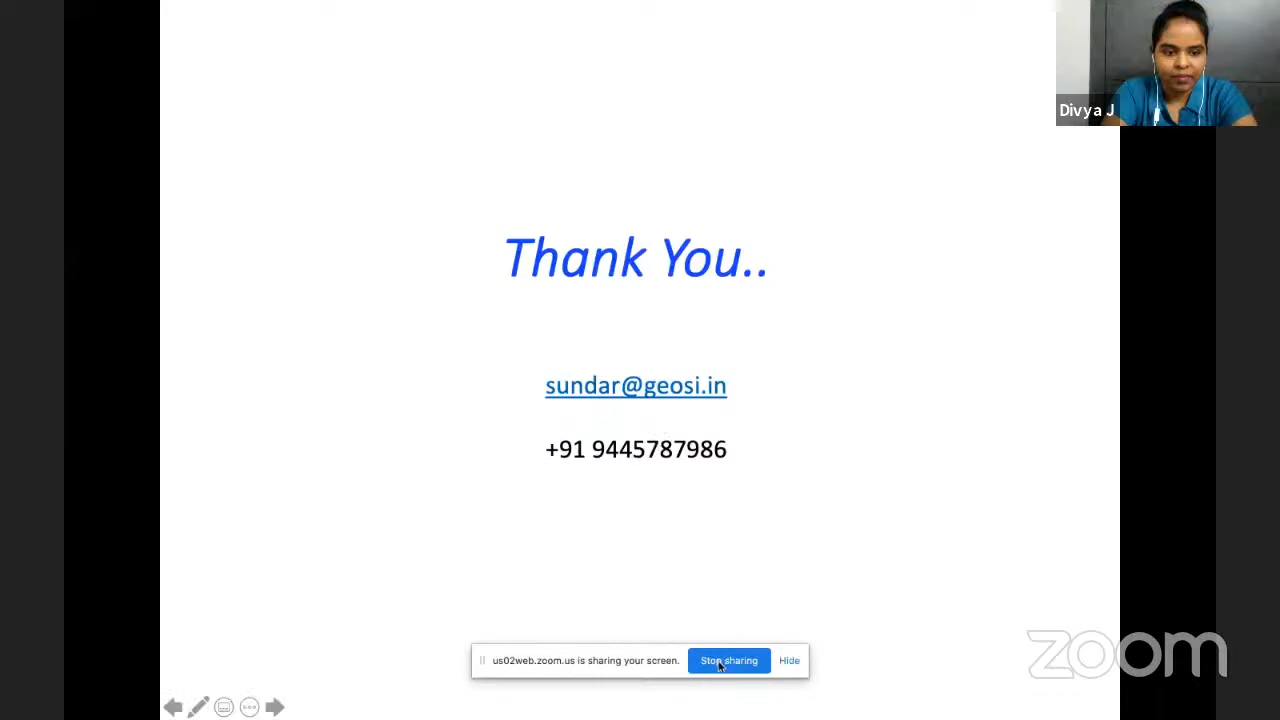 Divya J
Thank You..
sundar@geosi.in
+91 9445787986
us02web.zoom.us is sharing your screen. Stop sharing Hide
zoom